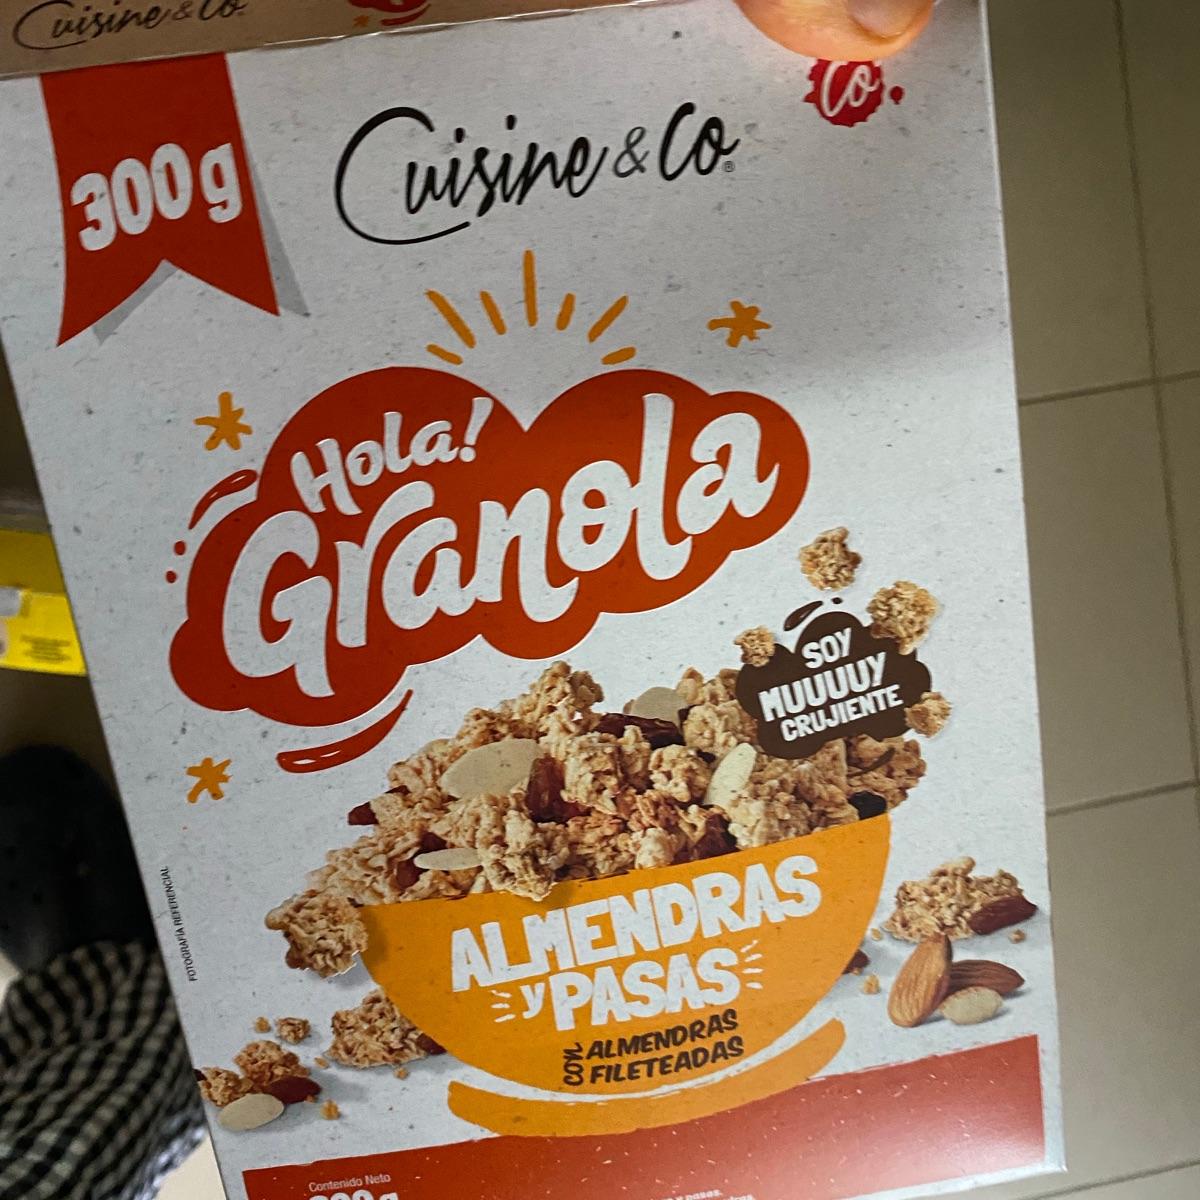 Cuisine & Co.
300 g
Co.
Cuisine & Co.
Hola!
Granola
SOY
MUUUUY
CRUJIENTE
ALMENDRAS
y PASAS
CON ALMENDRAS
FILETEADAS
FOTOGRAFÍA REFERENCIAL
Contenido Neto